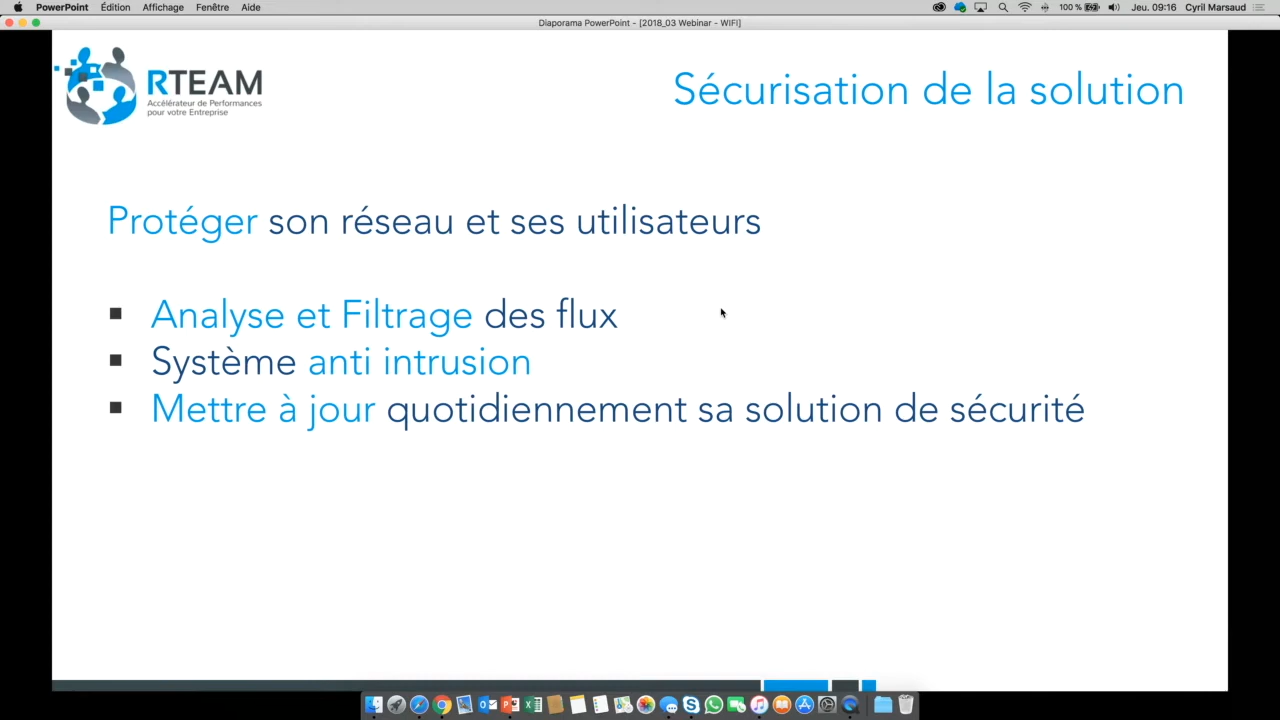 PowerPoint Édition Affichage Fenêtre Aide 100 % Jeu. 09:16 Cyril Marsaud
Diaporama PowerPoint - [2018_03 Webinar - WIFI]
RTEAM
Accélérateur de Performances
pour votre Entreprise
Sécurisation de la solution
Protéger son réseau et ses utilisateurs
▪ Analyse et Filtrage des flux
▪ Système anti intrusion
▪ Mettre à jour quotidiennement sa solution de sécurité